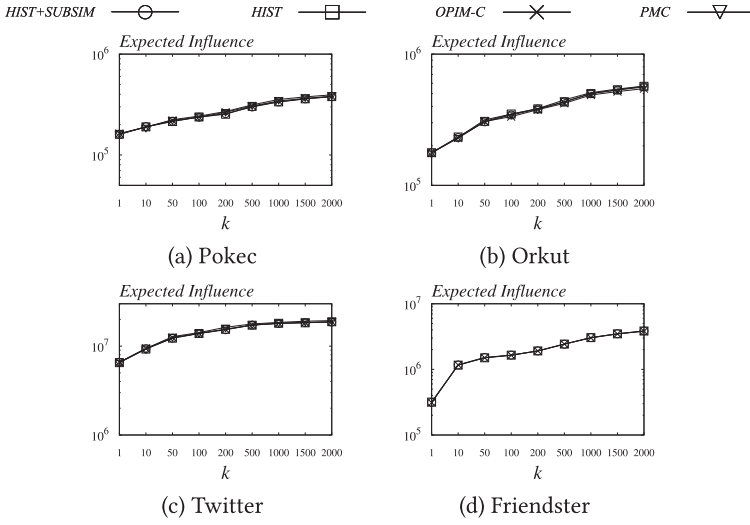 HIST+SUBSIM HIST OPIM-C PMC
Expected Influence
10^6
10^5
1 10 50 100 200 500 1000 1500 2000
k
(a) Pokec
Expected Influence
10^6
10^5
1 10 50 100 200 500 1000 1500 2000
k
(b) Orkut
Expected Influence
10^7
10^6
1 10 50 100 200 500 1000 1500 2000
k
(c) Twitter
Expected Influence
10^7
10^6
10^5
1 10 50 100 200 500 1000 1500 2000
k
(d) Friendster